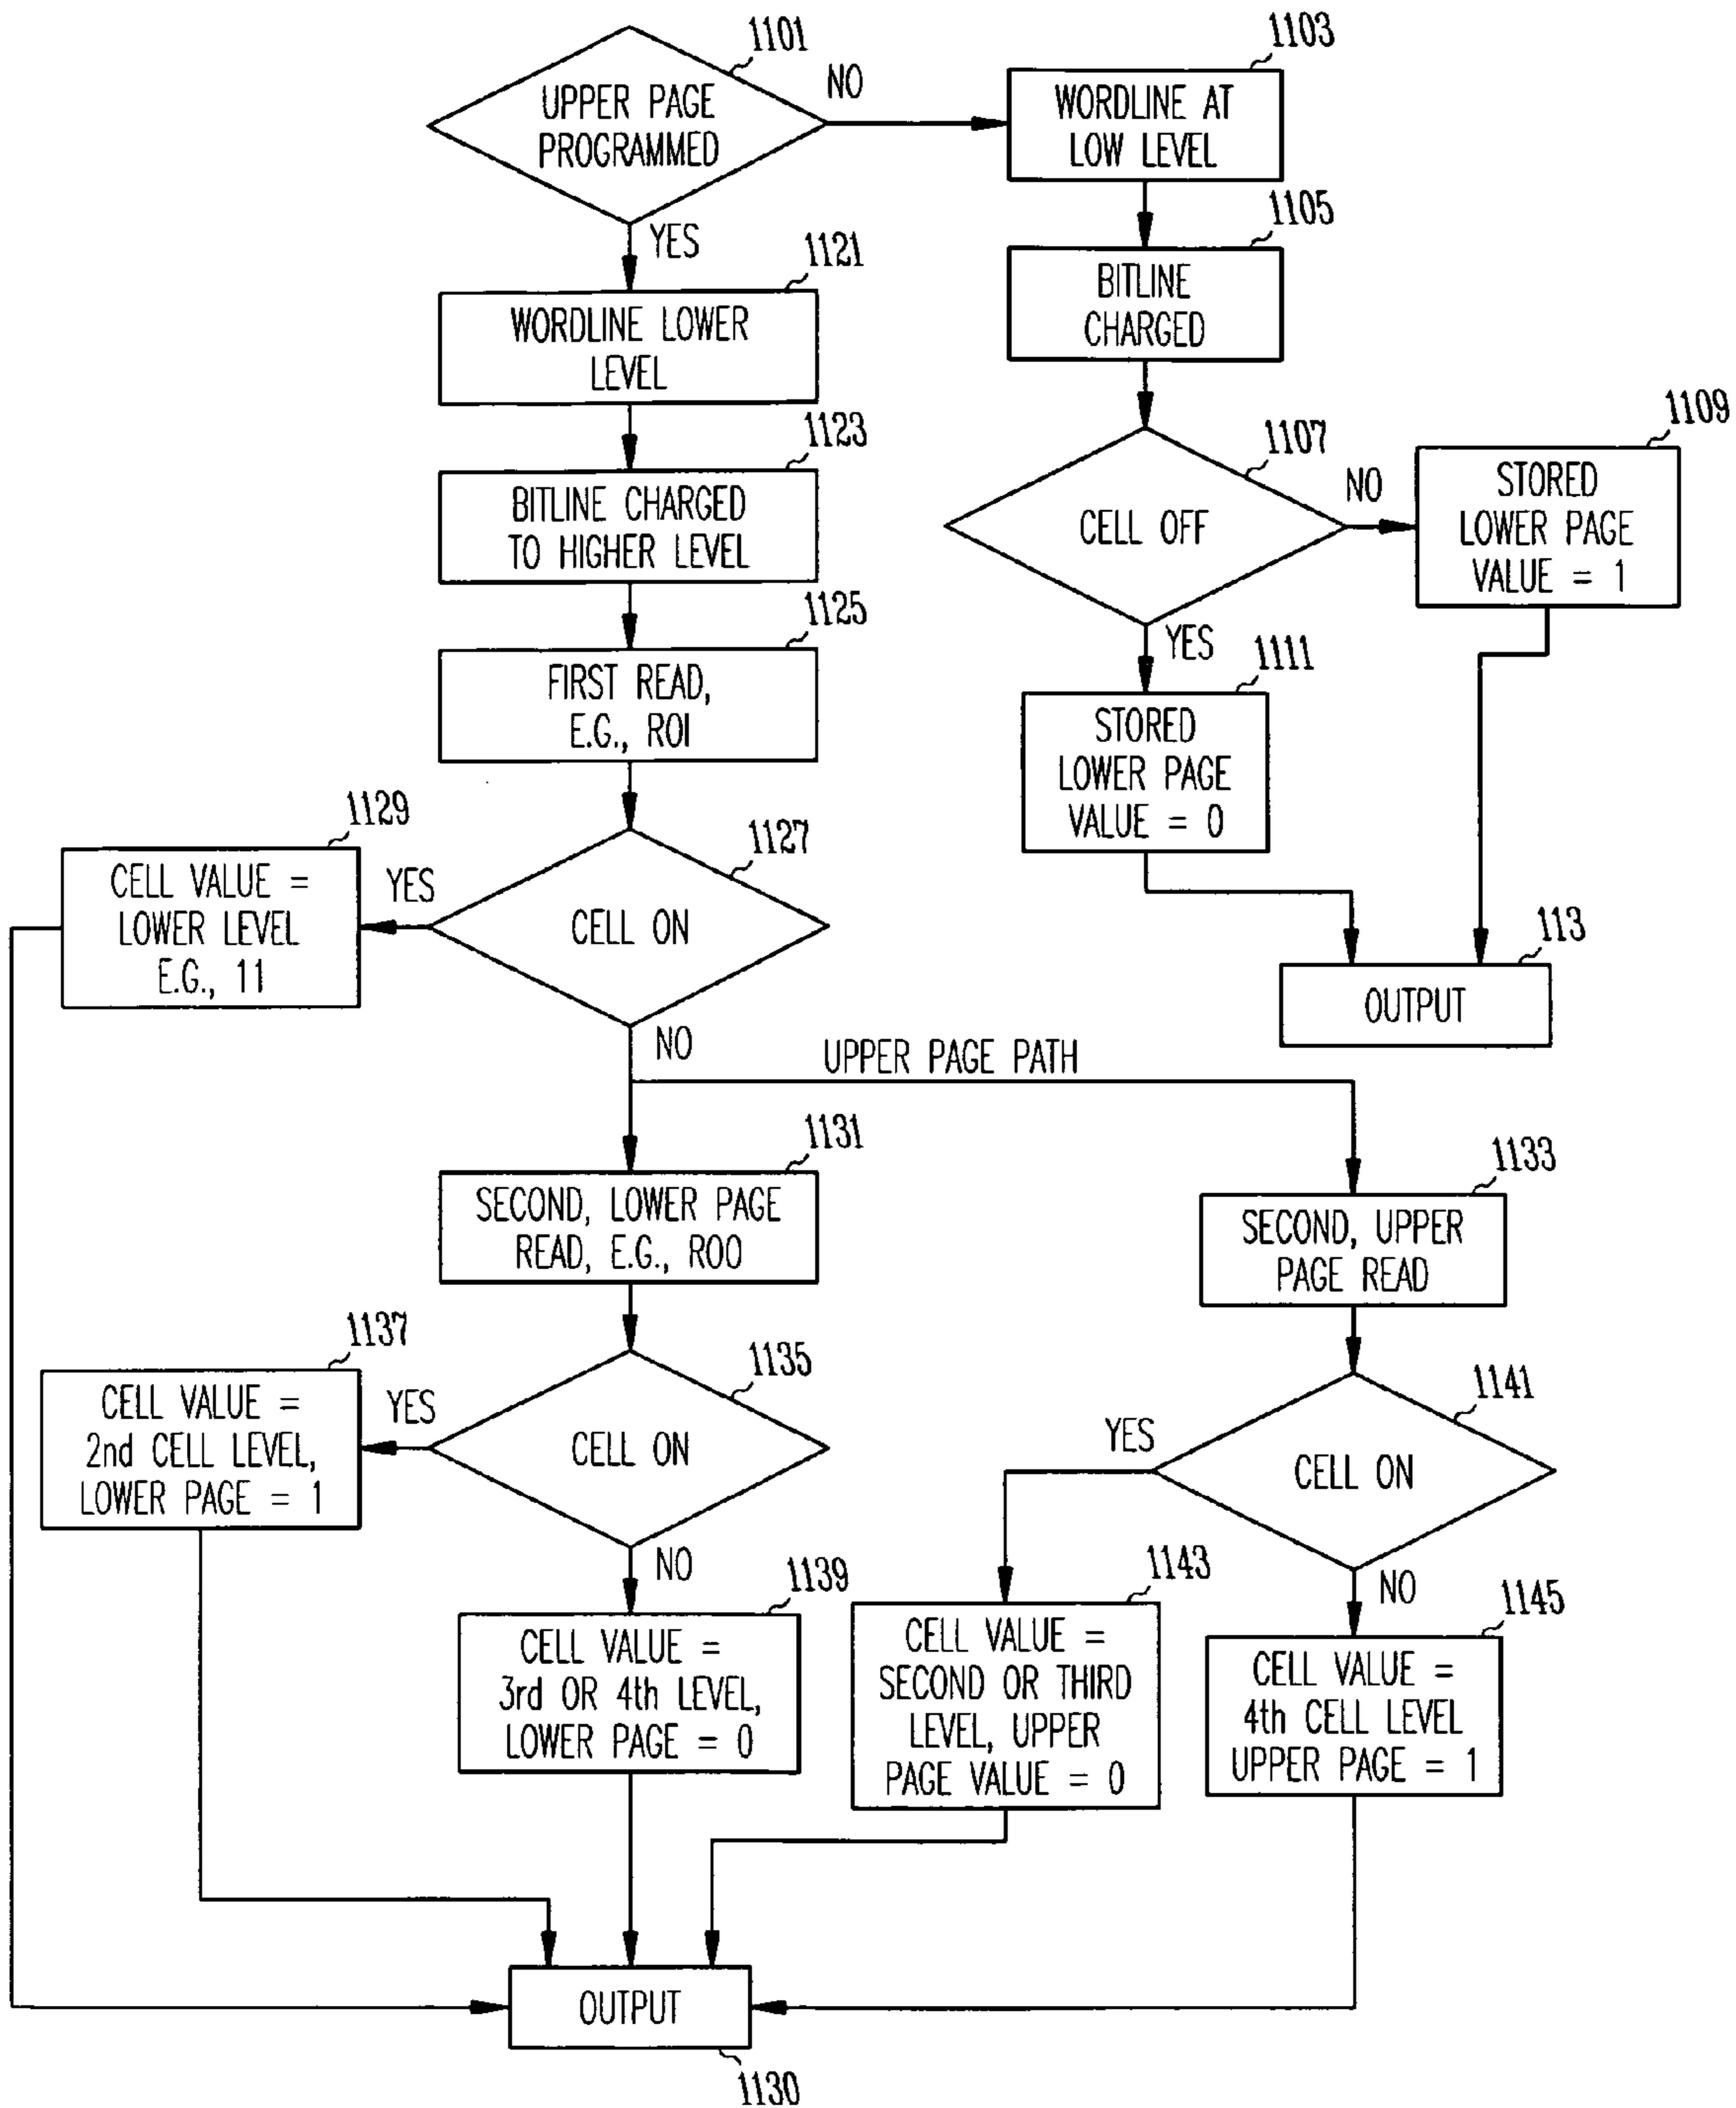 1101
UPPER PAGE
PROGRAMMED
NO
1103
WORDLINE AT
LOW LEVEL
YES
1105
BITLINE
CHARGED
1121
WORDLINE LOWER
LEVEL
1123
BITLINE CHARGED
TO HIGHER LEVEL
1107
CELL OFF
NO
1109
STORED
LOWER PAGE
VALUE = 1
YES
1111
STORED
LOWER PAGE
VALUE = 0
1125
FIRST READ,
E.G., ROI
1127
CELL ON
YES
1129
CELL VALUE =
LOWER LEVEL
E.G., 11
113
OUTPUT
NO
UPPER PAGE PATH
1131
SECOND, LOWER PAGE
READ, E.G., ROO
1133
SECOND, UPPER
PAGE READ
1135
CELL ON
YES
1137
CELL VALUE =
2nd CELL LEVEL,
LOWER PAGE = 1
NO
1139
CELL VALUE =
3rd OR 4th LEVEL,
LOWER PAGE = 0
1141
CELL ON
YES
1143
CELL VALUE =
SECOND OR THIRD
LEVEL, UPPER
PAGE VALUE = 0
NO
1145
CELL VALUE =
4th CELL LEVEL
UPPER PAGE = 1
OUTPUT
1130